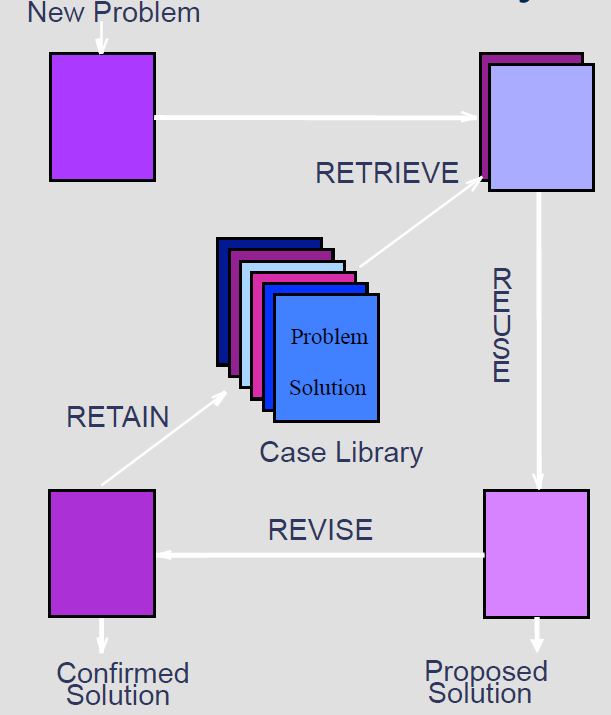 New Problem
RETRIEVE
REUSE
Problem
Solution
RETAIN
Case Library
REVISE
Confirmed
Solution
Proposed
Solution